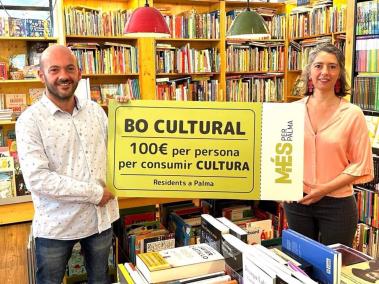 BO CULTURAL
100€ per persona
per consumir CULTURA
Residents a Palma
MÉS
PER
PALMA